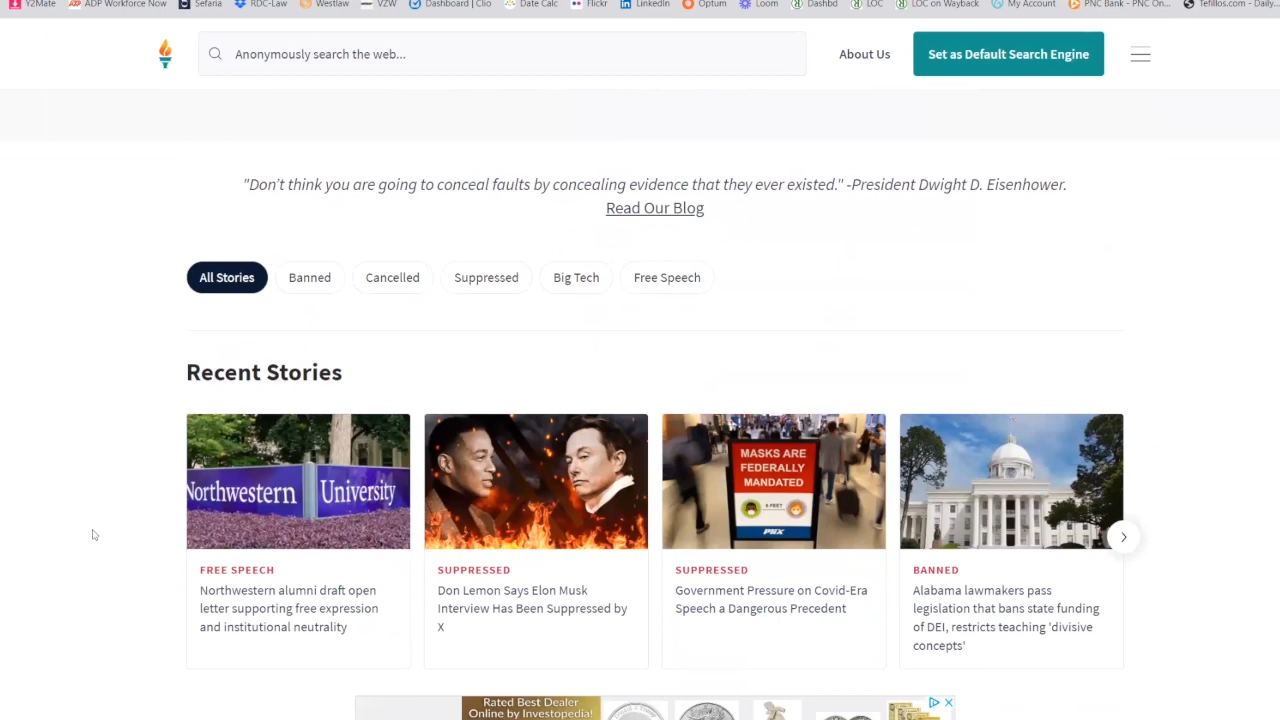 Y2Mate ADP Workforce Now Sefaria RDC-Law Westlaw VZW Dashboard | Clio Date Calc Flickr LinkedIn Optum Loom Dashbd LOC LOC on Wayback My Account PNC Bank - PNC On... Tefillos.com - Daily...
Anonymously search the web...
About Us
Set as Default Search Engine
"Don't think you are going to conceal faults by concealing evidence that they ever existed." -President Dwight D. Eisenhower.
Read Our Blog
All Stories Banned Cancelled Suppressed Big Tech Free Speech
Recent Stories
Northwestern University
MASKS ARE
FEDERALLY
MANDATED
6 FEET
PHX
FREE SPEECH
Northwestern alumni draft open
letter supporting free expression
and institutional neutrality
SUPPRESSED
Don Lemon Says Elon Musk
Interview Has Been Suppressed by
X
SUPPRESSED
Government Pressure on Covid-Era
Speech a Dangerous Precedent
BANNED
Alabama lawmakers pass
legislation that bans state funding
of DEI, restricts teaching 'divisive
concepts'
Rated Best Dealer
Online by Investopedia!